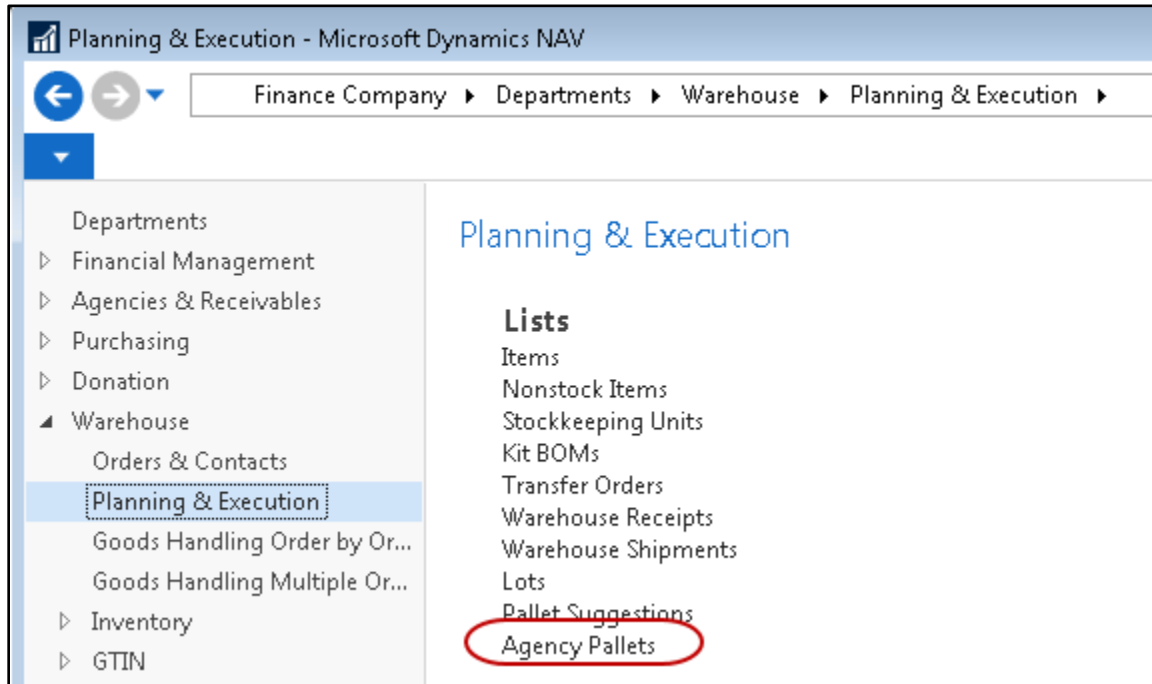 Planning & Execution - Microsoft Dynamics NAV
Finance Company ▸ Departments ▸ Warehouse ▸ Planning & Execution ▸
Departments
Financial Management
Agencies & Receivables
Purchasing
Donation
Warehouse
Orders & Contacts
Planning & Execution
Goods Handling Order by Or...
Goods Handling Multiple Or...
Inventory
GTIN
Planning & Execution
Lists
Items
Nonstock Items
Stockkeeping Units
Kit BOMs
Transfer Orders
Warehouse Receipts
Warehouse Shipments
Lots
Pallet Suggestions
Agency Pallets